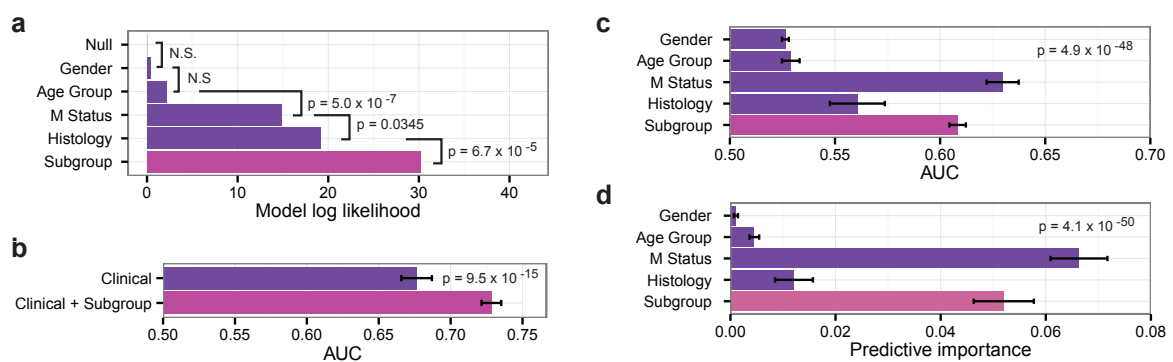 a
Null
Gender
Age Group
M Status
Histology
Subgroup
N.S.
N.S
p = 5.0 x 10 -7
p = 0.0345
p = 6.7 x 10 -5
0 10 20 30 40
Model log likelihood
b
Clinical
Clinical + Subgroup
p = 9.5 x 10 -15
0.50 0.55 0.60 0.65 0.70 0.75
AUC
c
Gender
Age Group
M Status
Histology
Subgroup
p = 4.9 x 10 -48
0.50 0.55 0.60 0.65 0.70
AUC
d
Gender
Age Group
M Status
Histology
Subgroup
p = 4.1 x 10 -50
0.00 0.02 0.04 0.06 0.08
Predictive importance